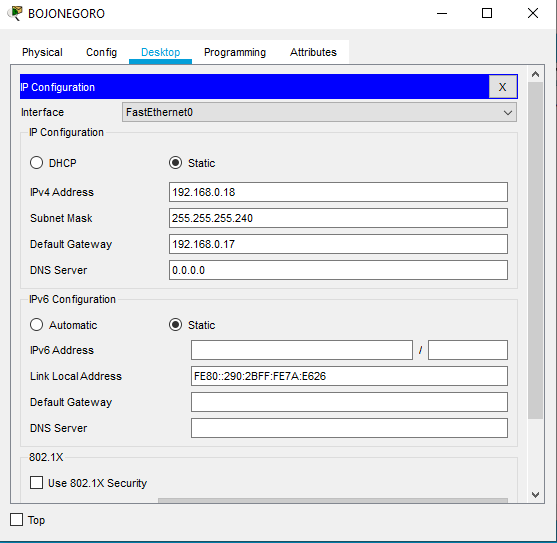 BOJONEGORO
Physical Config Desktop Programming Attributes
IP Configuration X
Interface FastEthernet0
IP Configuration
DHCP Static
IPv4 Address 192.168.0.18
Subnet Mask 255.255.255.240
Default Gateway 192.168.0.17
DNS Server 0.0.0.0
IPv6 Configuration
Automatic Static
IPv6 Address /
Link Local Address FE80::290:2BFF:FE7A:E626
Default Gateway
DNS Server
802.1X
Use 802.1X Security
Top